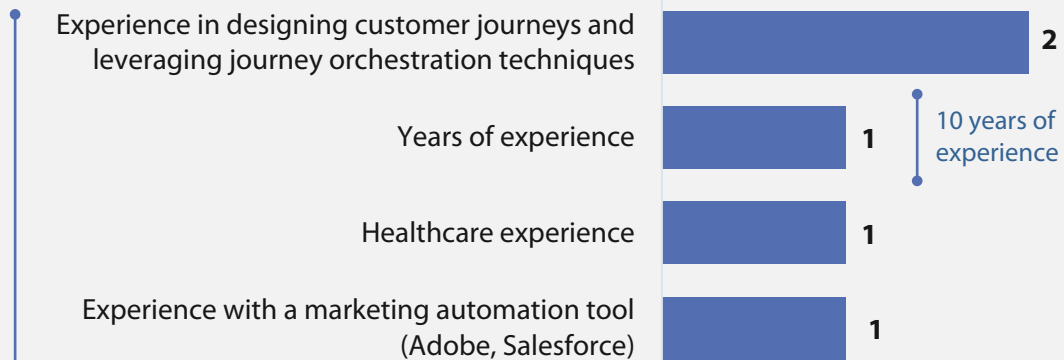 Experience in designing customer journeys and
leveraging journey orchestration techniques
2
Years of experience
1
10 years of
experience
Healthcare experience
1
Experience with a marketing automation tool
(Adobe, Salesforce)
1